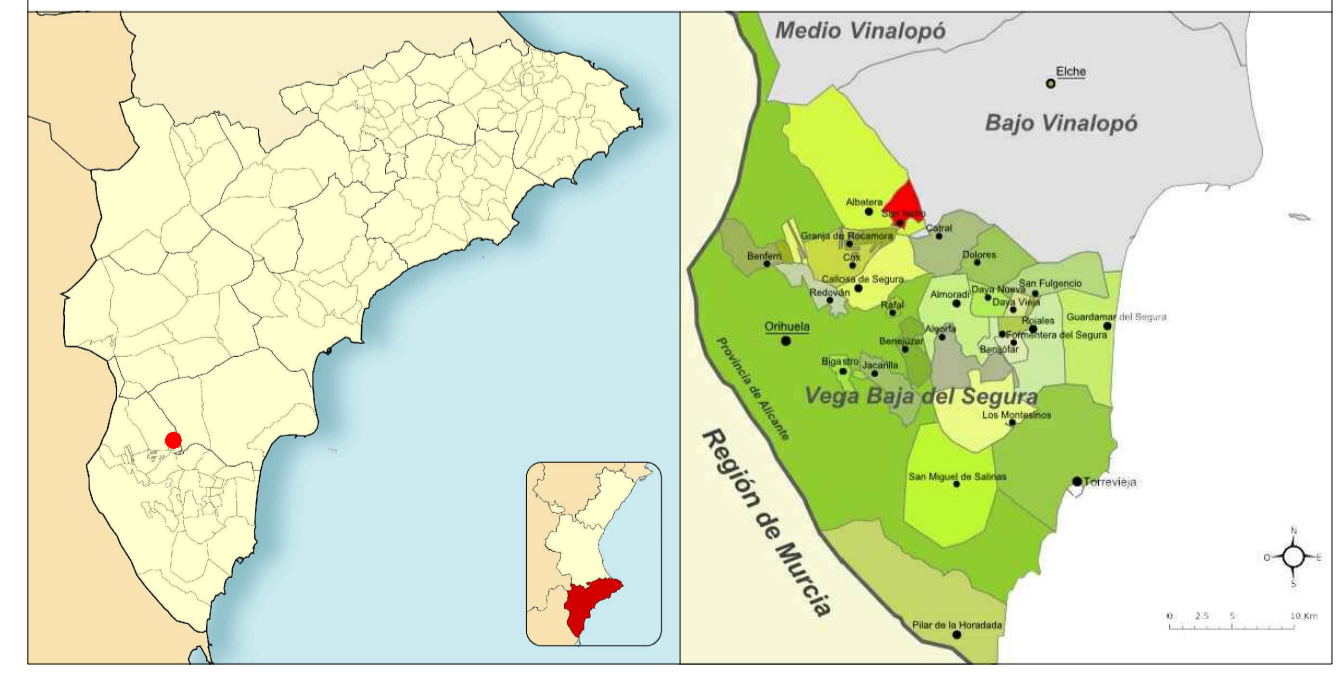 Medio Vinalopó
Elche
Bajo Vinalopó
Albatera
San Isidro
Catral
Granja de Rocamora
Benferri
Cox
Dolores
Callosa de Segura
San Fulgencio
Redován
Almoradí
Daya Nueva
Daya Vieja
Rafal
Orihuela
Algorfa
Rojales
Guardamar del Segura
Formentera del Segura
Benejúzar
Benijófar
Bigastro
Jacarilla
Provincia de Alicante
Vega Baja del Segura
Los Montesinos
Región de Murcia
San Miguel de Salinas
Torrevieja
N
O
E
S
0 2.5 5 10 Km
Pilar de la Horadada